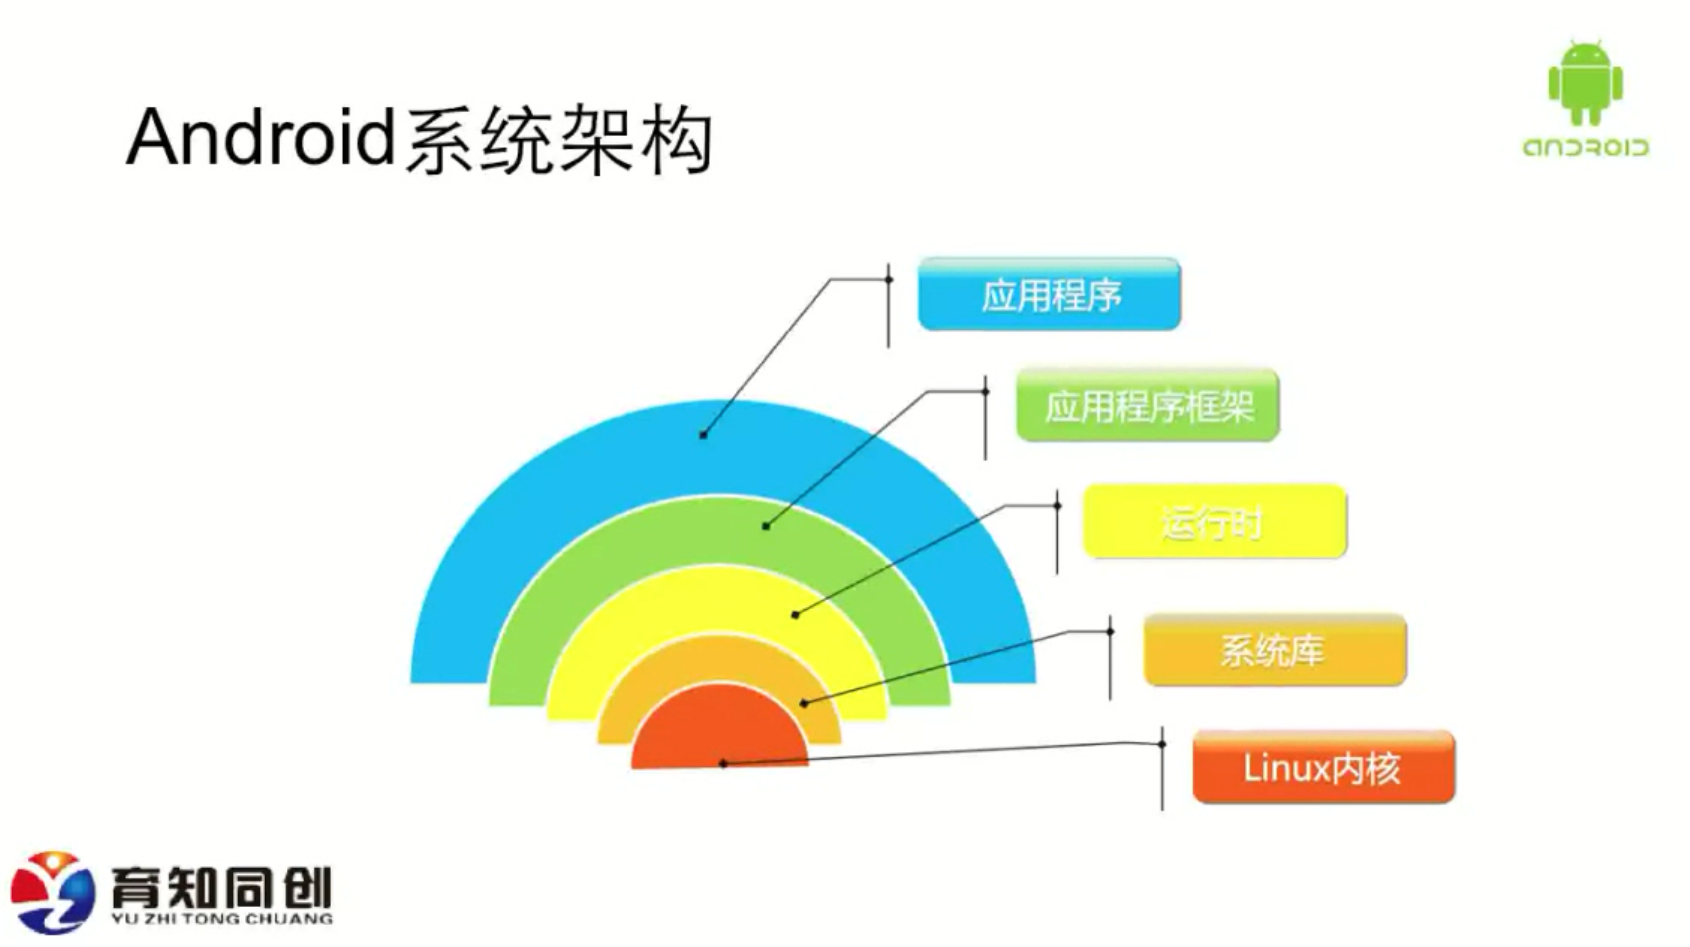 Android系统架构
ANDROID
应用程序
应用程序框架
运行时
系统库
Linux内核
育知同创
YU ZHI TONG CHUANG